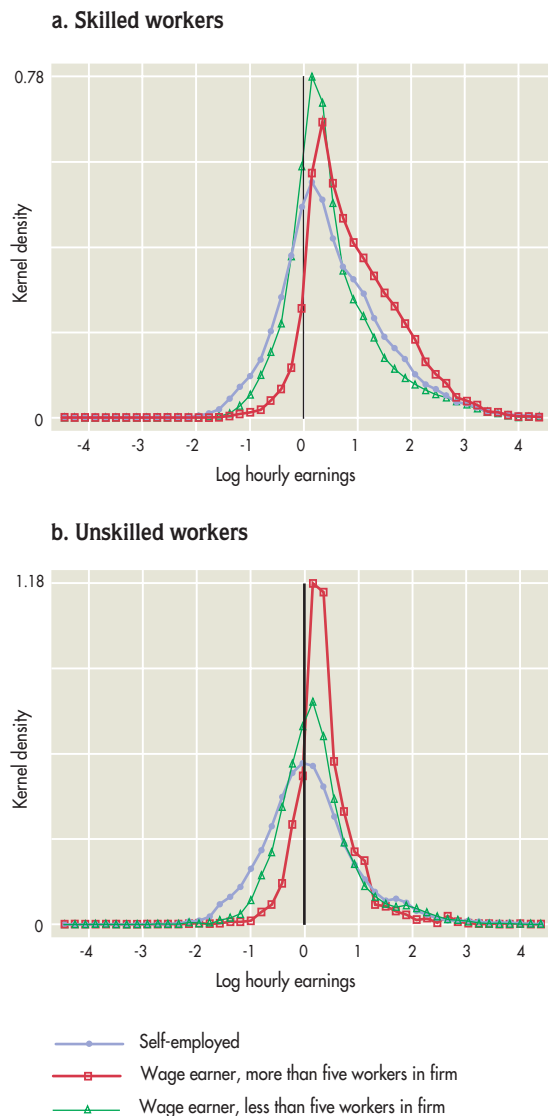 a. Skilled workers
0.78
Kernel density
0
-4 -3 -2 -1 0 1 2 3 4
Log hourly earnings
b. Unskilled workers
1.18
Kernel density
0
-4 -3 -2 -1 0 1 2 3 4
Log hourly earnings
Self-employed
Wage earner, more than five workers in firm
Wage earner, less than five workers in firm